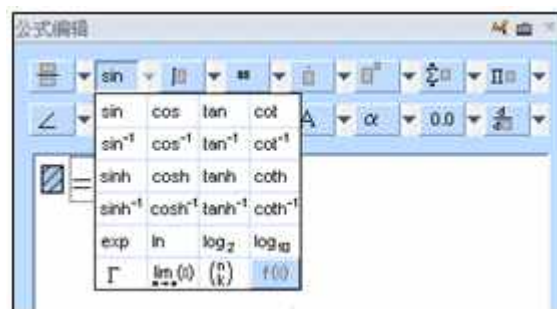 公式编辑
sin ∫▯ ▯ Σ▯ Π▯
∠ A α 0.0
sin cos tan cot
sin⁻¹ cos⁻¹ tan⁻¹ cot⁻¹
=
sinh cosh tanh coth
sinh⁻¹ cosh⁻¹ tanh⁻¹ coth⁻¹
exp ln log₂ log₁₀
Γ lim (▯) (n k) f(▯)